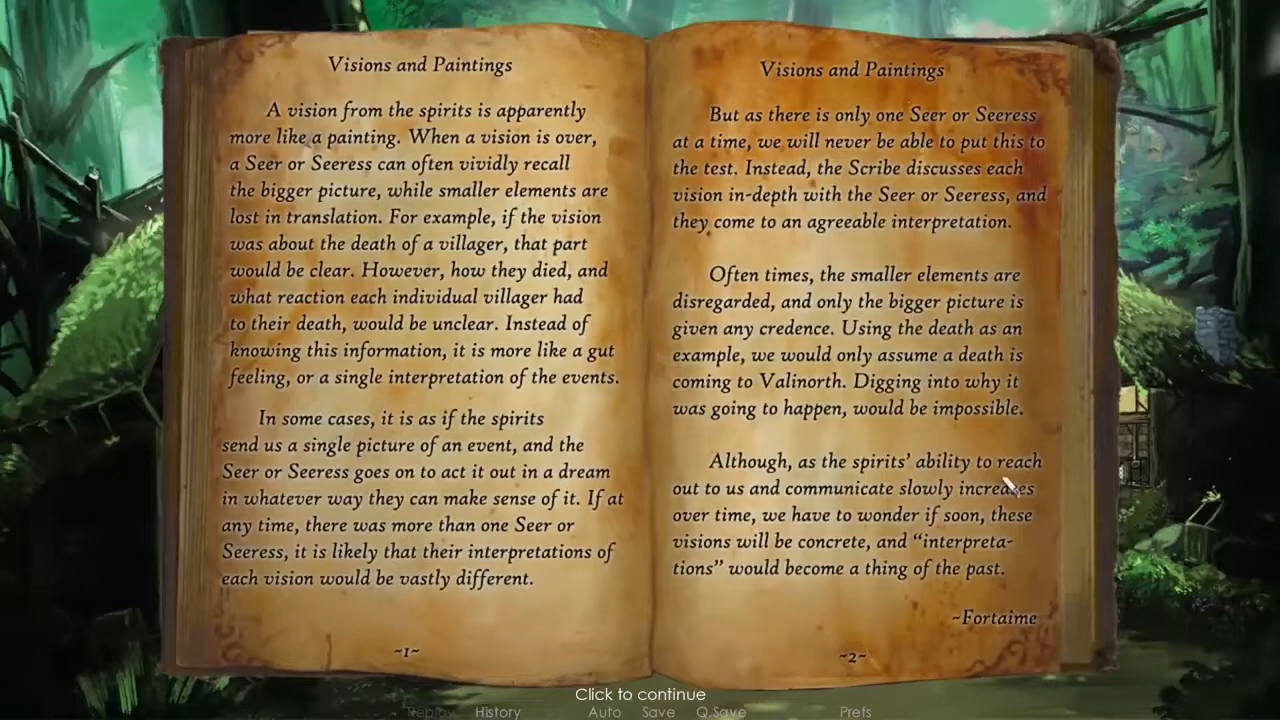 Visions and Paintings
A vision from the spirits is apparently
more like a painting. When a vision is over,
a Seer or Seeress can often vividly recall
the bigger picture, while smaller elements are
lost in translation. For example, if the vision
was about the death of a villager, that part
would be clear. However, how they died, and
what reaction each individual villager had
to their death, would be unclear. Instead of
knowing this information, it is more like a gut
feeling, or a single interpretation of the events.
In some cases, it is as if the spirits
send us a single picture of an event, and the
Seer or Seeress goes on to act it out in a dream
in whatever way they can make sense of it. If at
any time, there was more than one Seer or
Seeress, it is likely that their interpretations of
each vision would be vastly different.
~1~
Visions and Paintings
But as there is only one Seer or Seeress
at a time, we will never be able to put this to
the test. Instead, the Scribe discusses each
vision in-depth with the Seer or Seeress, and
they come to an agreeable interpretation.
Often times, the smaller elements are
disregarded, and only the bigger picture is
given any credence. Using the death as an
example, we would only assume a death is
coming to Valinorth. Digging into why it
was going to happen, would be impossible.
Although, as the spirits' ability to reach
out to us and communicate slowly increases
over time, we have to wonder if soon, these
visions will be concrete, and "interpreta-
tions" would become a thing of the past.
~Fortaime
~2~
Click to continue
Replay History Auto Save Q.Save Prefs